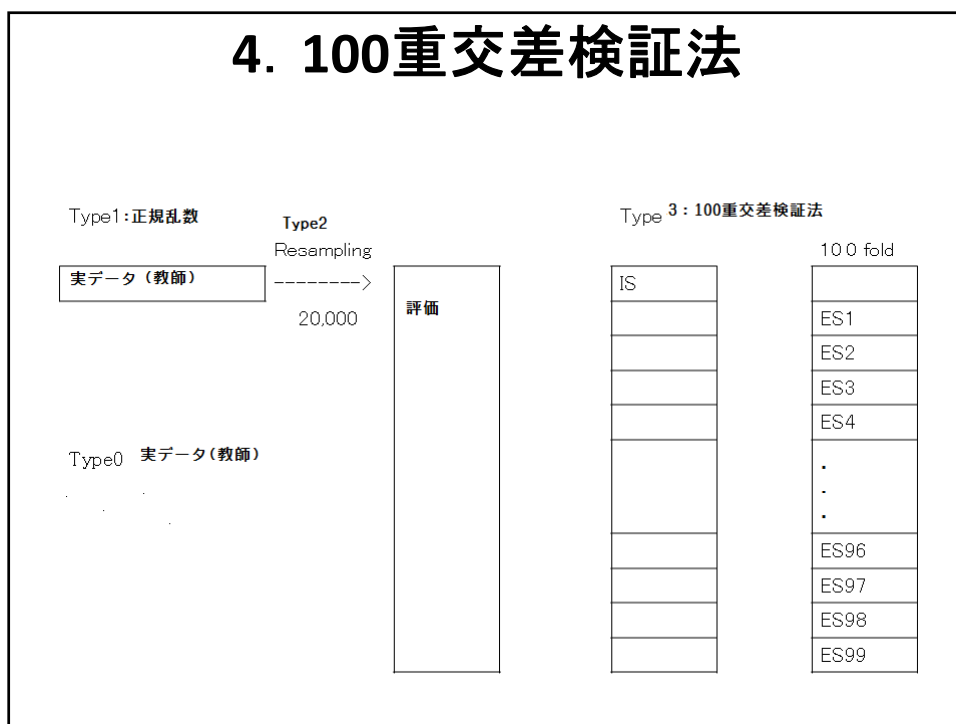 4. 100重交差検証法
Type1:正規乱数
Type2
Resampling
実データ（教師）
-------->
20,000
評価
Type0 実データ(教師)
Type 3：100重交差検証法
100 fold
IS
ES1
ES2
ES3
ES4
.
.
.
ES96
ES97
ES98
ES99